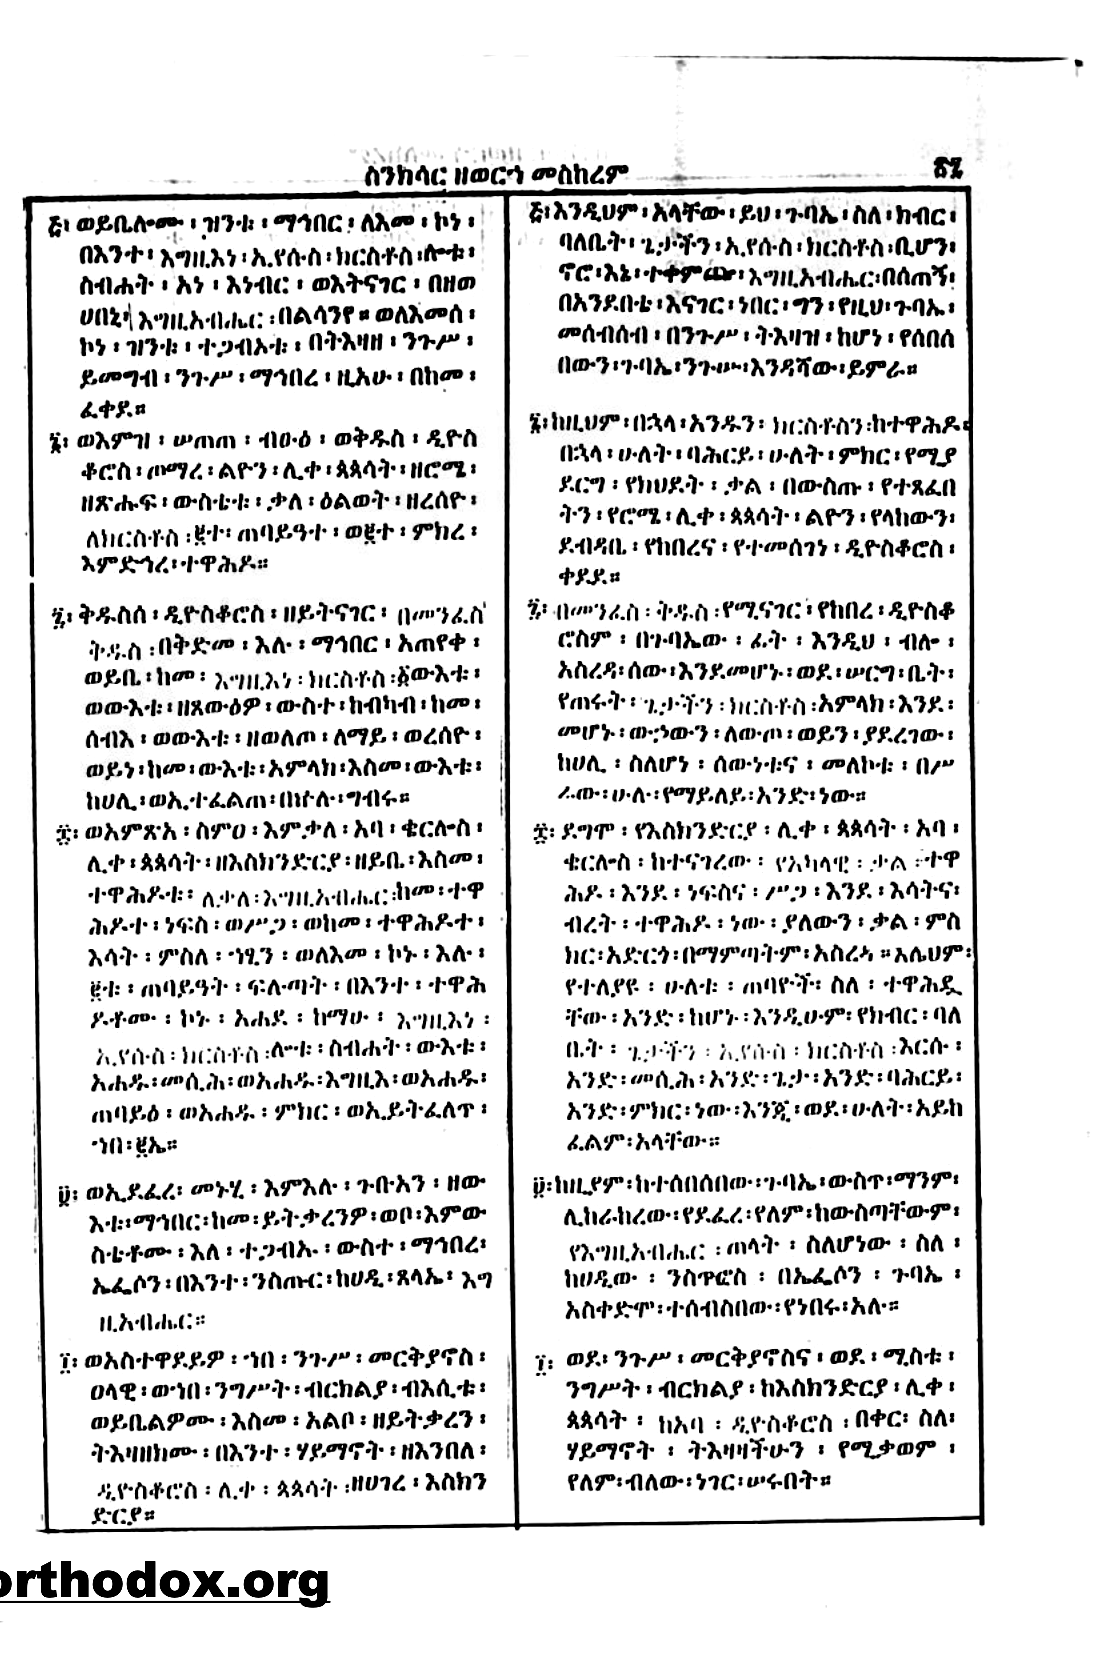 ስንክሳር ዘወርኀ መስከረም
፶፯
፭፡ ወይቤሎሙ ፡ ዝንቱ ፡ ማኅበር ፡ ለእመ ፡ ኮነ ፡
በእንተ ፡ እግዚእነ ፡ ኢየሱስ ፡ ክርስቶስ ፡ ሎቱ ፡
ስብሐት ፡ አነ ፡ እነብር ፡ ወእትናገር ፡ በዘወ
ሀበኒ ፡ እግዚአብሔር ፡ በልሳንየ ። ወለእመሰ ፡
ኮነ ፡ ዝንቱ ፡ ተጋብኦቱ ፡ በትእዛዘ ፡ ንጉሥ ፡
ይመግብ ፡ ንጉሥ ፡ ማኅበረ ፡ ዚአሁ ፡ በከመ ፡
ፈቀደ ።
፮፡ ወእምዝ ፡ ሠጠጠ ፡ ብፁዕ ፡ ወቅዱስ ፡ ዲዮስ
ቆሮስ ፡ ጦማረ ፡ ልዮን ፡ ሊቀ ፡ ጳጳሳት ፡ ዘሮሜ ፡
ዘጽሑፍ ፡ ውስቴቱ ፡ ቃለ ፡ ዕልወት ፡ ዘረሰዮ ፡
ለክርስቶስ ፡ ፪ተ ፡ ጠባይዓተ ፡ ወ፪ተ ፡ ምክረ ፡
እምድኅረ ፡ ተዋሕዶ ።
፯፡ ቅዱስሰ ፡ ዲዮስቆሮስ ፡ ዘይትናገር ፡ በመንፈስ
ቅዱስ ፡ በቅድመ ፡ እሉ ፡ ማኅበር ፡ አጠየቀ ፡
ወይቤ ፡ ከመ ፡ እግዚእነ ፡ ክርስቶስ ፡ ፩ውእቱ ፡
ወውእቱ ፡ ዘጸውዕዎ ፡ ውስተ ፡ ከብካብ ፡ ከመ ፡
ሰብእ ፡ ወውእቱ ፡ ዘወለጦ ፡ ለማይ ፡ ወረሰዮ ፡
ወይነ ፡ ከመ ፡ ውእቱ ፡ አምላክ ፡ እስመ ፡ ውእቱ ፡
ከሀሊ ፡ ወኢተፈልጠ ፡ በኵሉ ፡ ግብሩ ።
፰፡ ወአምጽአ ፡ ስምዐ ፡ እምቃለ ፡ አባ ፡ ቄርሎስ ፡
ሊቀ ፡ ጳጳሳት ፡ ዘእስክንድርያ ፡ ዘይቤ ፡ እስመ ፡
ተዋሕዶቱ ፡ ለቃለ ፡ እግዚአብሔር ፡ ከመ ፡ ተዋ
ሕዶተ ፡ ነፍስ ፡ ወሥጋ ፡ ወከመ ፡ ተዋሕዶተ ፡
እሳት ፡ ምስለ ፡ ኀፂን ፡ ወለእመ ፡ ኮኑ ፡ እሉ ፡
፪ቱ ፡ ጠባይዓት ፡ ፍሉጣት ፡ በእንተ ፡ ተዋሕ
ዶቶሙ ፡ ኮኑ ፡ አሐደ ፡ ከማሁ ፡ እግዚእነ ፡
ኢየሱስ ፡ ክርስቶስ ፡ ሎቱ ፡ ስብሐት ፡ ውእቱ ፡
አሐዱ ፡ መሲሕ ፡ ወአሐዱ ፡ እግዚእ ፡ ወአሐዱ ፡
ጠባይዕ ፡ ወአሐዱ ፡ ምክር ፡ ወኢይትፈለጥ ፡
ኀበ ፡ ፪ኤ ።
፱፡ ወኢደፈረ ፡ መኑሂ ፡ እምእሉ ፡ ጉቡአን ፡ ዘው
እቱ ፡ ማኅበር ፡ ከመ ፡ ይትቃረንዎ ፡ ወቦ ፡ እምው
ስቴቶሙ ፡ እለ ፡ ተጋብኡ ፡ ውስተ ፡ ማኅበረ ፡
ኤፌሶን ፡ በእንተ ፡ ንስጡር ፡ ከሀዲ ፡ ጸላኤ ፡ እግ
ዚአብሔር ።
፲፡ ወአስተዋደይዎ ፡ ኀበ ፡ ንጉሥ ፡ መርቅያኖስ ፡
ዐላዊ ፡ ወኀበ ፡ ንግሥት ፡ ብርክልያ ፡ ብእሲቱ ፡
ወይቤልዎሙ ፡ እስመ ፡ አልቦ ፡ ዘይትቃረን ፡
ትእዛዘክሙ ፡ በእንተ ፡ ሃይማኖት ፡ ዘእንበለ ፡
ዲዮስቆሮስ ፡ ሊቀ ፡ ጳጳሳት ፡ ዘሀገረ ፡ እስክን
ድርያ ።
፭፡ እንዲህም ፡ አላቸው ፡ ይህ ፡ ጉባኤ ፡ ስለ ፡ ክብር ፡
ባለቤት ፡ ጌታችን ፡ ኢየሱስ ፡ ክርስቶስ ፡ ቢሆን ፡
ኖሮ ፡ እኔ ፡ ተቀምጬ ፡ እግዚአብሔር ፡ በሰጠኝ ፡
በአንደበቴ ፡ እናገር ፡ ነበር ፡ ግን ፡ የዚህ ፡ ጉባኤ ፡
መሰብሰብ ፡ በንጉሥ ፡ ትእዛዝ ፡ ከሆነ ፡ የሰበሰ
በውን ፡ ጉባኤ ፡ ንጉሡ ፡ እንዳሻው ፡ ይምራ ።
፮፡ ከዚህም ፡ በኋላ ፡ አንዱን ፡ ክርስቶስን ፡ ከተዋሕዶ ፡
በኋላ ፡ ሁለት ፡ ባሕርይ ፡ ሁለት ፡ ምክር ፡ የሚያ
ደርግ ፡ የክህደት ፡ ቃል ፡ በውስጡ ፡ የተጻፈበ
ትን ፡ የሮሜ ፡ ሊቀ ፡ ጳጳሳት ፡ ልዮን ፡ የላከውን ፡
ደብዳቤ ፡ የከበረና ፡ የተመሰገነ ፡ ዲዮስቆሮስ ፡
ቀደደ ።
፯፡ በመንፈስ ፡ ቅዱስ ፡ የሚናገር ፡ የከበረ ፡ ዲዮስቆ
ሮስም ፡ በጉባኤው ፡ ፊት ፡ እንዲህ ፡ ብሎ ፡
አስረዳ ፡ ሰው ፡ እንደመሆኑ ፡ ወደ ፡ ሠርግ ፡ ቤት ፡
የጠሩት ፡ ጌታችን ፡ ክርስቶስ ፡ አምላክ ፡ እንደ ፡
መሆኑ ፡ ውኃውን ፡ ለውጦ ፡ ወይን ፡ ያደረገው ፡
ከሀሊ ፡ ስለሆነ ፡ ሰውነቱና ፡ መለኮቱ ፡ በሥ
ራው ፡ ሁሉ ፡ የማይለይ ፡ አንድ ፡ ነው ።
፰፡ ደግሞ ፡ የእስክንድርያ ፡ ሊቀ ፡ ጳጳሳት ፡ አባ ፡
ቄርሎስ ፡ ከተናገረው ፡ የአካላዊ ፡ ቃል ፡ ተዋ
ሕዶ ፡ እንደ ፡ ነፍስና ፡ ሥጋ ፡ እንደ ፡ እሳትና ፡
ብረት ፡ ተዋሕዶ ፡ ነው ፡ ያለውን ፡ ቃል ፡ ምስ
ክር ፡ አድርጎ ፡ በማምጣትም ፡ አስረዳ ። እሊህም ፡
የተለያዩ ፡ ሁለቱ ፡ ጠባዮች ፡ ስለ ፡ ተዋሕዷ
ቸው ፡ አንድ ፡ ከሆኑ ፡ እንዲሁም ፡ የክብር ፡ ባለ
ቤት ፡ ጌታችን ፡ ኢየሱስ ፡ ክርስቶስ ፡ እርሱ ፡
አንድ ፡ መሲሕ ፡ አንድ ፡ ጌታ ፡ አንድ ፡ ባሕርይ ፡
አንድ ፡ ምክር ፡ ነው ፡ እንጂ ፡ ወደ ፡ ሁለት ፡ አይከ
ፈልም ፡ አላቸው ።
፱፡ ከዚያም ፡ ከተሰበሰበው ፡ ጉባኤ ፡ ውስጥ ፡ ማንም ፡
ሊከራከረው ፡ የደፈረ ፡ የለም ፡ ከውስጣቸውም ፡
የእግዚአብሔር ፡ ጠላት ፡ ስለሆነው ፡ ስለ ፡
ከሀዲው ፡ ንስጥሮስ ፡ በኤፌሶን ፡ ጉባኤ ፡
አስቀድሞ ፡ ተሰብስበው ፡ የነበሩ ፡ አሉ ።
፲፡ ወደ ፡ ንጉሥ ፡ መርቅያኖስና ፡ ወደ ፡ ሚስቱ ፡
ንግሥት ፡ ብርክልያ ፡ ከእስክንድርያ ፡ ሊቀ ፡
ጳጳሳት ፡ ከአባ ፡ ዲዮስቆሮስ ፡ በቀር ፡ ስለ ፡
ሃይማኖት ፡ ትእዛዛችሁን ፡ የሚቃወም ፡
የለም ፡ ብለው ፡ ነገር ፡ ሠሩበት ።
orthodox.org